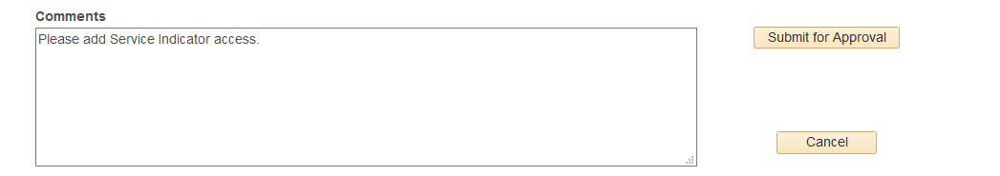 Comments
Please add Service Indicator access.
Submit for Approval
Cancel